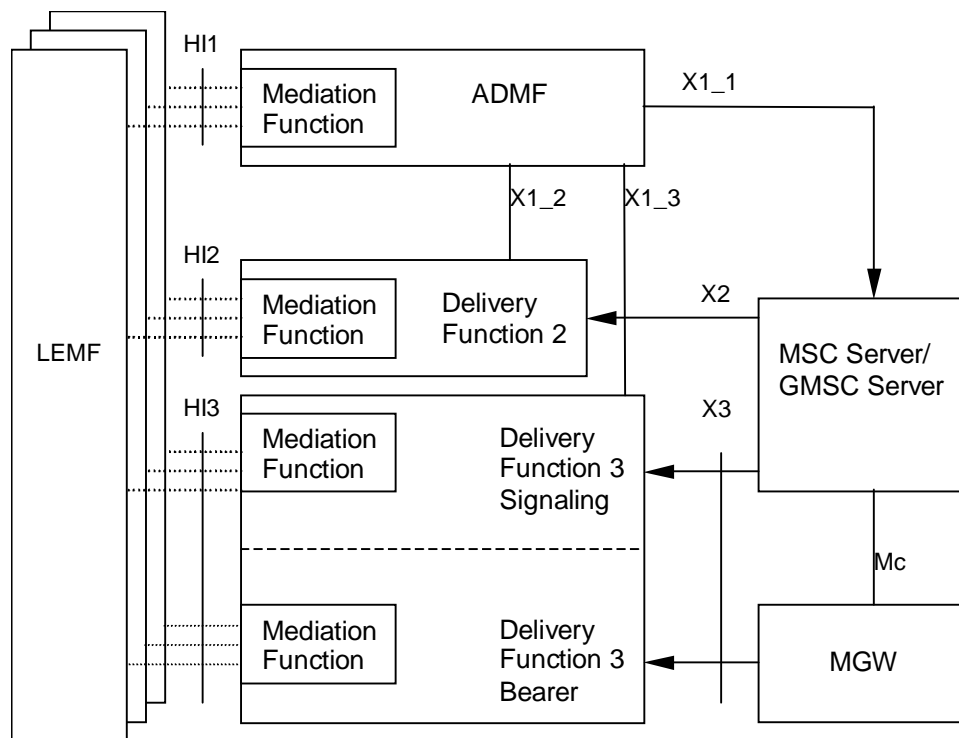 HI1
Mediation
Function
ADMF
X1_1
X1_2
X1_3
HI2
Mediation
Function
Delivery
Function 2
X2
LEMF
MSC Server/
GMSC Server
HI3
Mediation
Function
Delivery
Function 3
Signaling
X3
Mc
Mediation
Function
Delivery
Function 3
Bearer
MGW